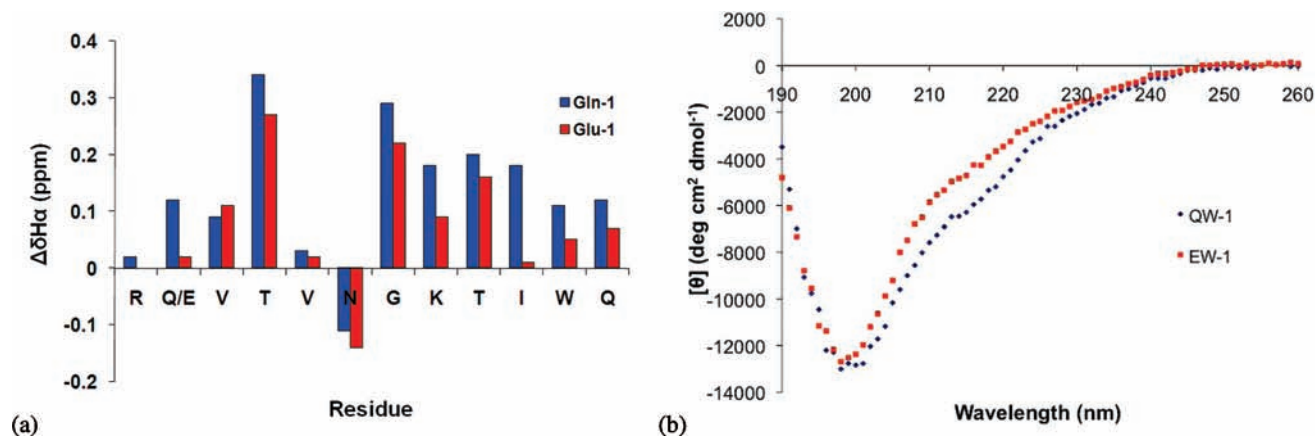 0.4
0.3
0.2
0.1
0
-0.1
-0.2
ΔδHα (ppm)
Gln-1
Glu-1
R Q/E V T V N G K T I W Q
Residue
(a)
2000
0
-2000
-4000
-6000
-8000
-10000
-12000
-14000
190 200 210 220 230 240 250 260
[θ] (deg cm² dmol⁻¹)
QW-1
EW-1
Wavelength (nm)
(b)